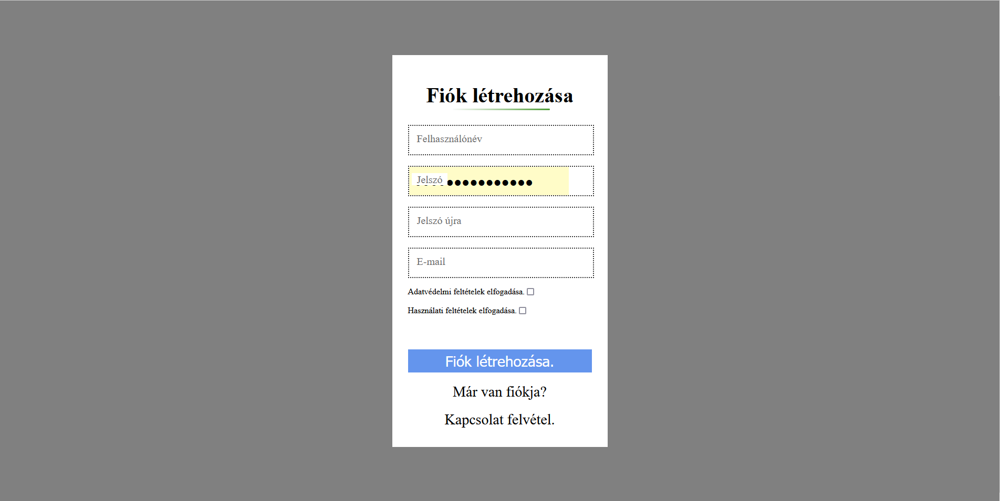 Fiók létrehozása
Felhasználónév
Jelszó
Jelszó újra
E-mail
Adatvédelmi feltételek elfogadása.
Használati feltételek elfogadása.
Fiók létrehozása.
Már van fiókja?
Kapcsolat felvétel.